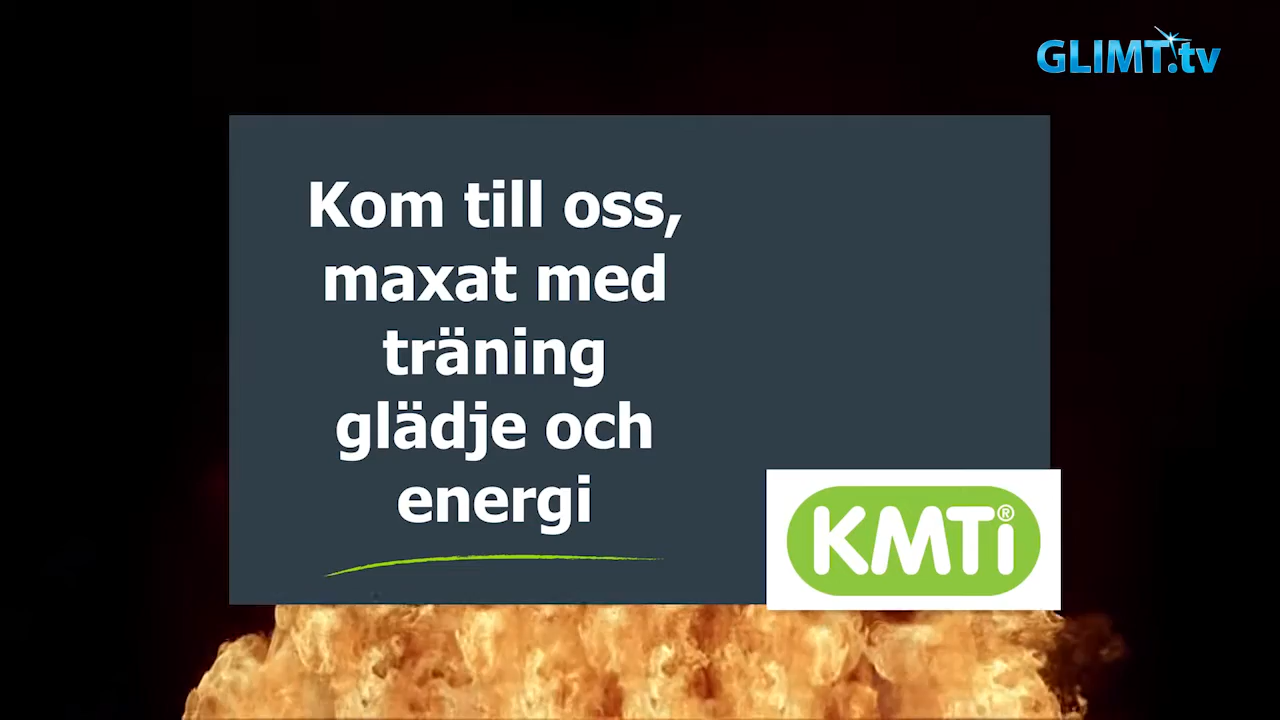 GLIMT.tv
Kom till oss,
maxat med
träning
glädje och
energi
KMTi®